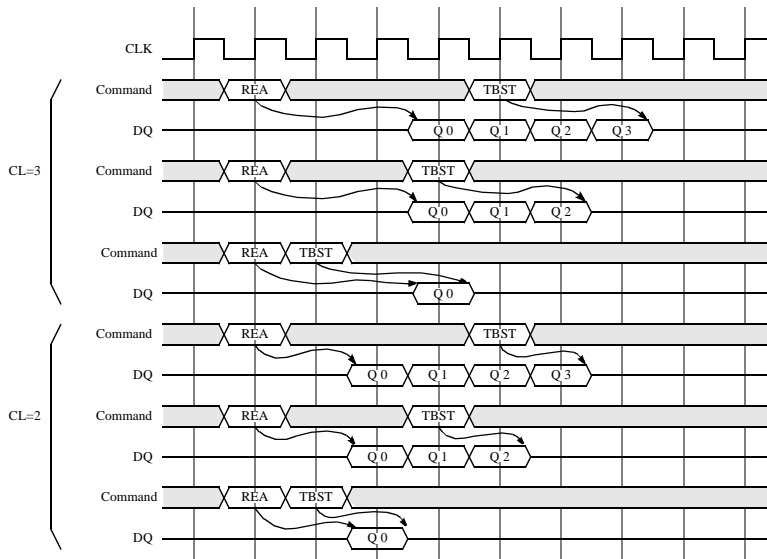 CLK
Command REA TBST
DQ Q 0 Q 1 Q 2 Q 3
CL=3
Command REA TBST
DQ Q 0 Q 1 Q 2
Command REA TBST
DQ Q 0
Command REA TBST
DQ Q 0 Q 1 Q 2 Q 3
CL=2
Command REA TBST
DQ Q 0 Q 1 Q 2
Command REA TBST
DQ Q 0